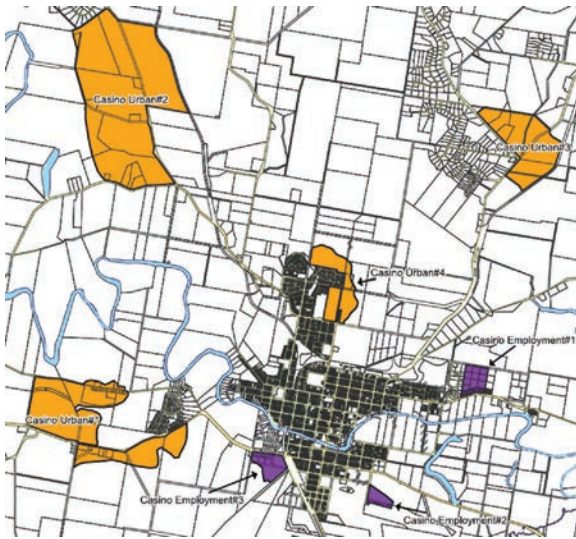 Casino Urban#2
Casino Urban#3
Casino Urban#4
Casino Employment#1
Casino Urban#1
Casino Employment#3
Casino Employment#2